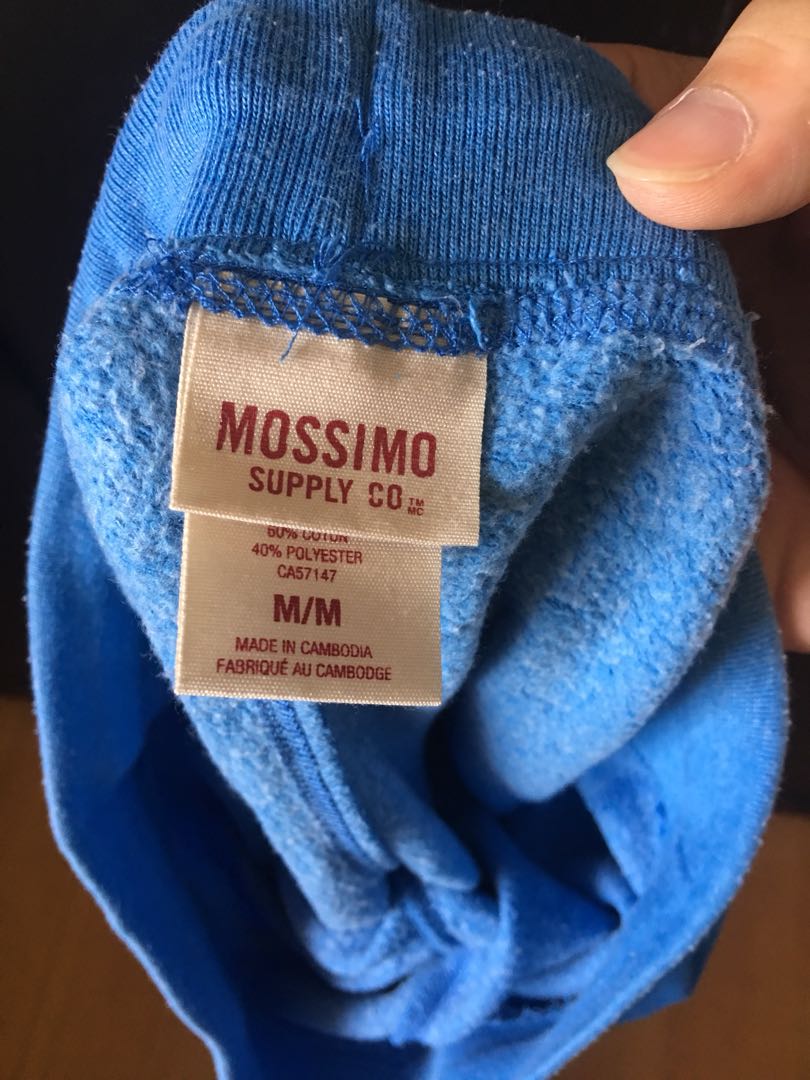 MOSSIMO
SUPPLY CO ™ MC
60% COTON
40% POLYESTER
CA57147
M/M
MADE IN CAMBODIA
FABRIQUÉ AU CAMBODGE